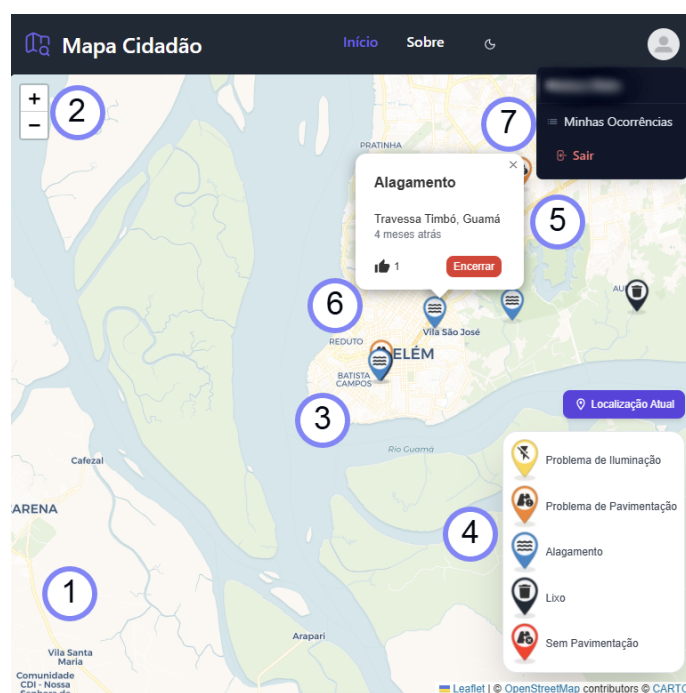 Mapa Cidadão
Início
Sobre
+
−
2
7
Minhas Ocorrências
Sair
PRATINHA
×
Alagamento
Travessa Timbó, Guamá
4 meses atrás
1
Encerrar
5
6
AU
Vila São José
REDUTO
ELÉM
BATISTA
CAMPOS
3
Localização Atual
Rio Guamá
Cafezal
ARENA
4
Problema de Iluminação
Problema de Pavimentação
Alagamento
Lixo
Sem Pavimentação
1
Arapari
Vila Santa
Maria
Comunidade
CDI - Nossa
Leaflet | © OpenStreetMap contributors © CARTO